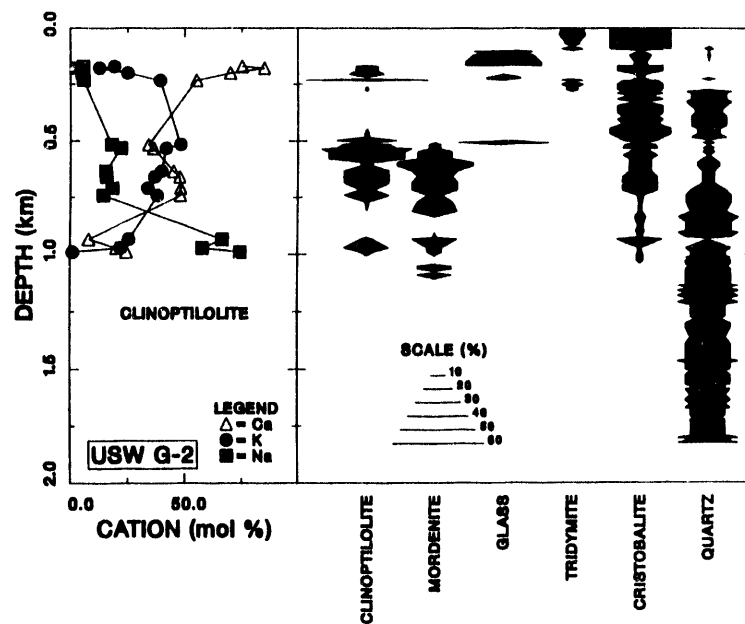 0.0
0.5
1.0
1.5
2.0
DEPTH (km)
CLINOPTILOLITE
LEGEND
△ = Ca
● = K
■ = Na
USW G-2
0.0 50.0
CATION (mol %)
SCALE (%)
10
20
30
40
50
60
CLINOPTILOLITE
MORDENITE
GLASS
TRIDYMITE
CRISTOBALITE
QUARTZ